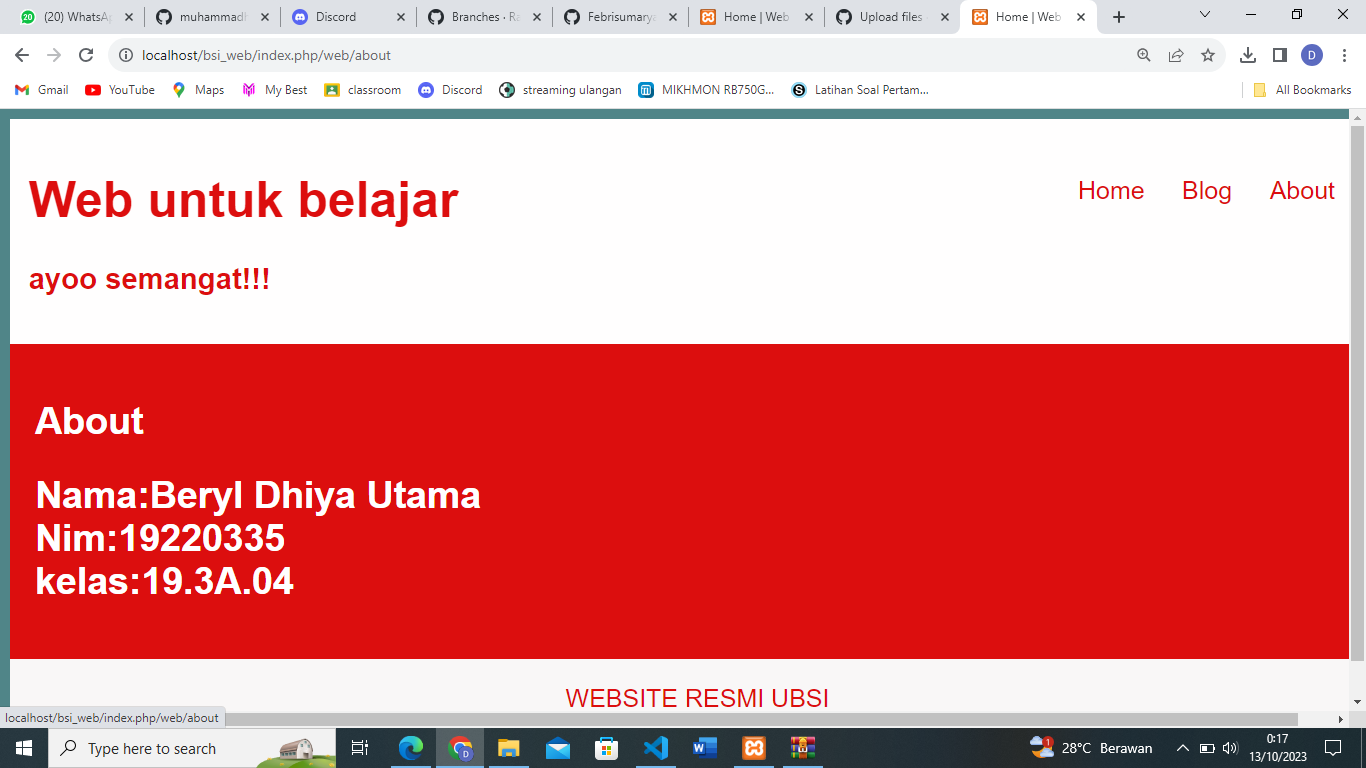 (20) WhatsA
muhammadh
Discord
Branches · Ra
Febrisumarya
Home | Web
Upload files
Home | Web
localhost/bsi_web/index.php/web/about
D
Gmail
YouTube
Maps
My Best
classroom
Discord
streaming ulangan
MIKHMON RB750G...
Latihan Soal Pertam...
All Bookmarks
Web untuk belajar
Home
Blog
About
ayoo semangat!!!
About
Nama:Beryl Dhiya Utama
Nim:19220335
kelas:19.3A.04
WEBSITE RESMI UBSI
localhost/bsi_web/index.php/web/about
Type here to search
28°C Berawan
0:17
13/10/2023